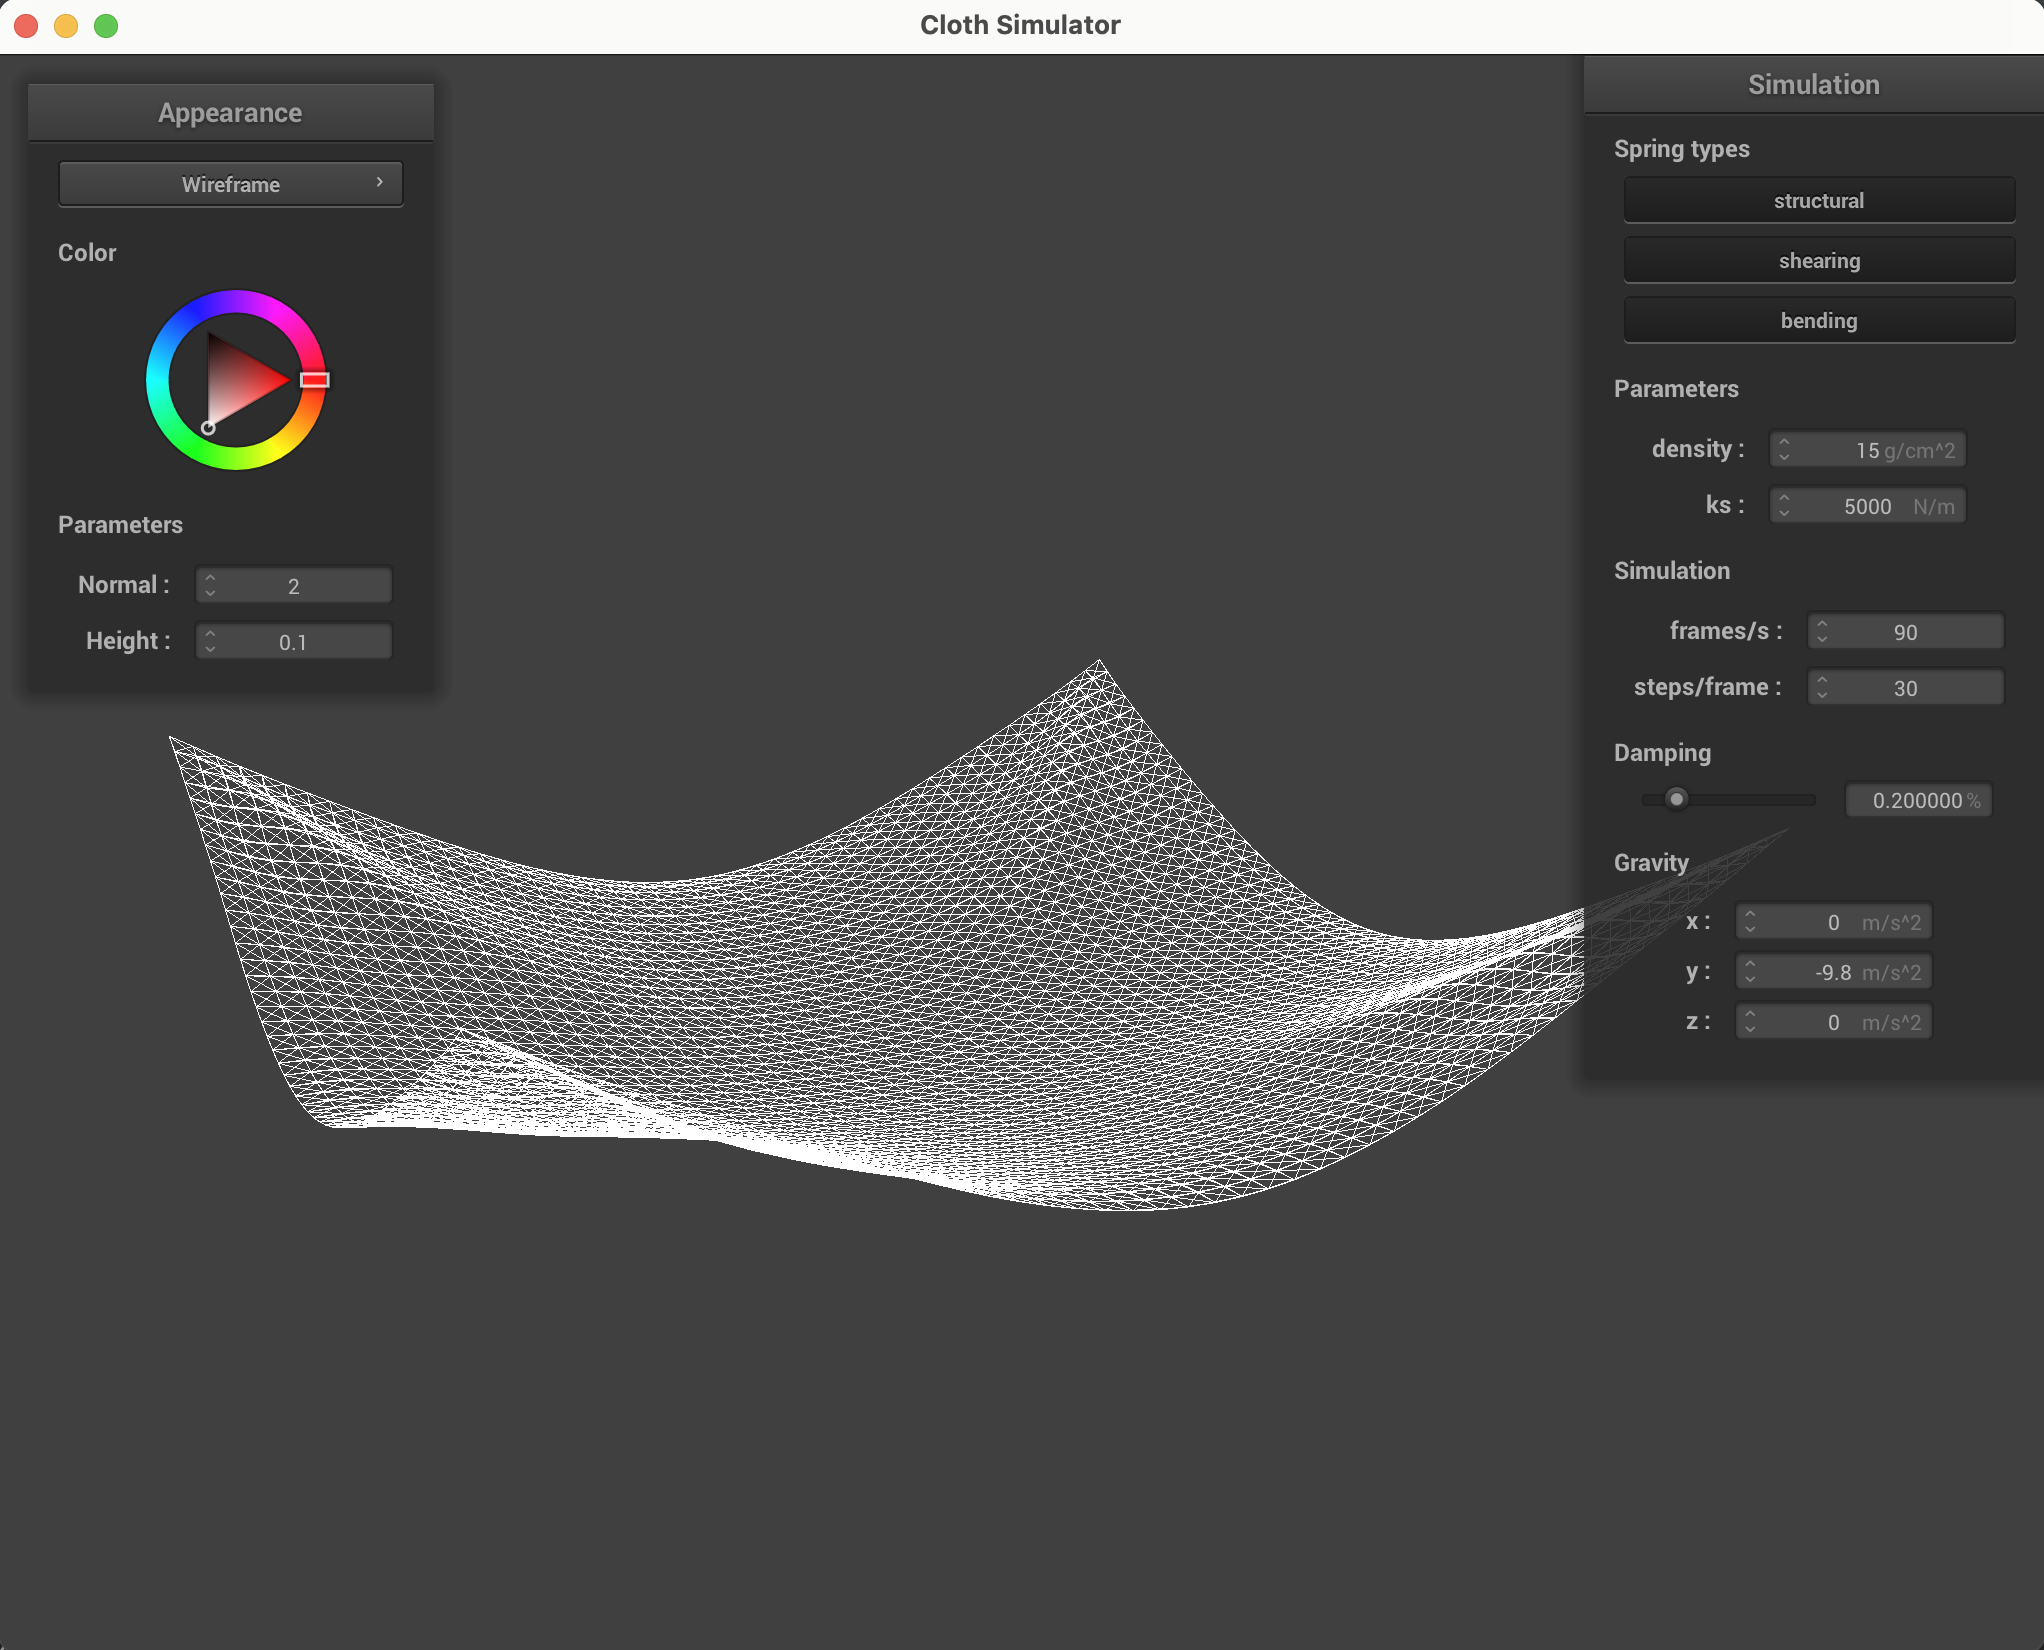 Cloth Simulator
Appearance
Wireframe
Color
Parameters
Normal : 2
Height : 0.1
Simulation
Spring types
structural
shearing
bending
Parameters
density : 15 g/cm^2
ks : 5000 N/m
Simulation
frames/s : 90
steps/frame : 30
Damping
0.200000 %
Gravity
x : 0 m/s^2
y : -9.8 m/s^2
z : 0 m/s^2